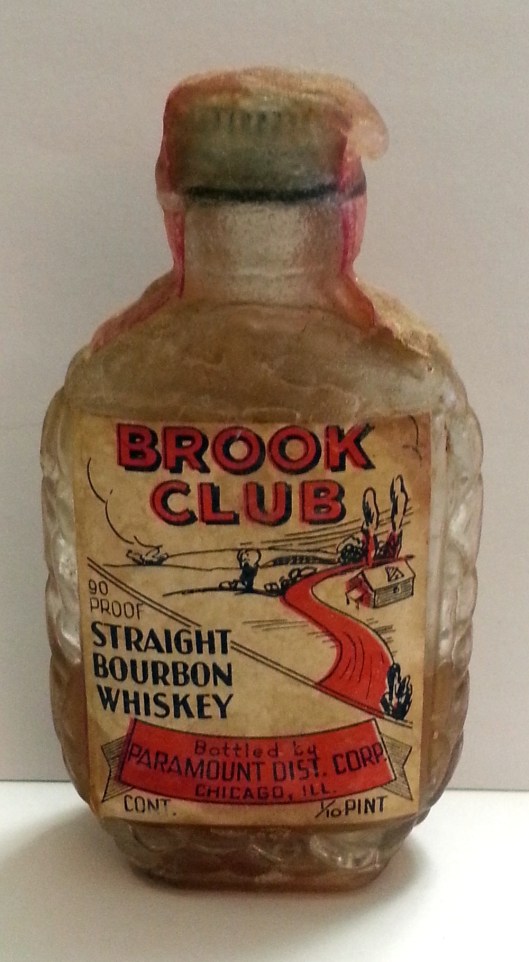 BROOK
CLUB
90
PROOF
STRAIGHT
BOURBON
WHISKEY
Bottled by
PARAMOUNT DIST. CORP.
CHICAGO, ILL.
CONT. 1/10 PINT